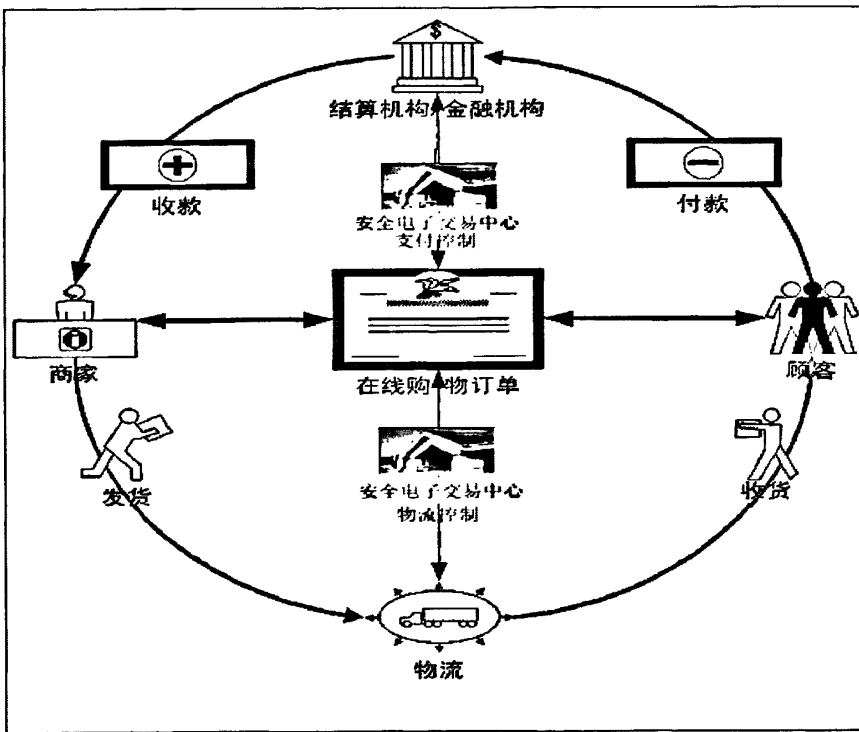 $
结算机构 金融机构
收款
付款
安全电子交易中心
支付控制
商家
在线购物订单
顾客
发货
安全电子交易中心
物流控制
收货
物流